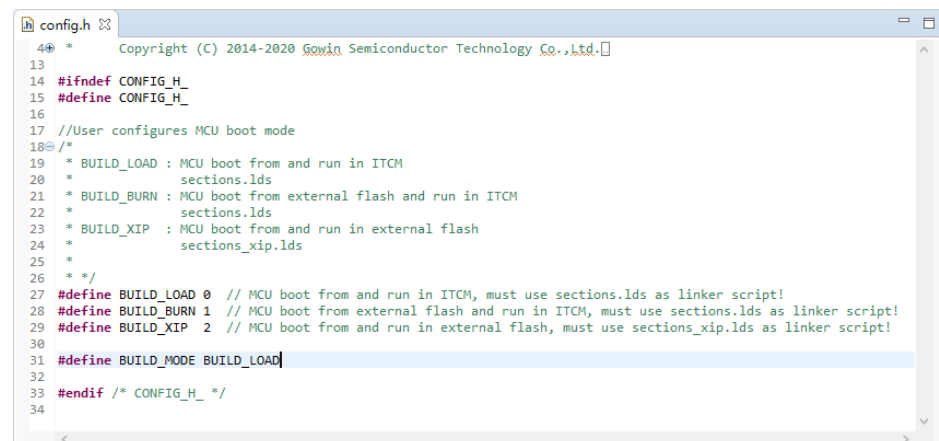 config.h
4 *      Copyright (C) 2014-2020 Gowin Semiconductor Technology Co.,Ltd.
13
14 #ifndef CONFIG_H_
15 #define CONFIG_H_
16
17 //User configures MCU boot mode
18 /*
19  * BUILD_LOAD : MCU boot from and run in ITCM
20  *              sections.lds
21  * BUILD_BURN : MCU boot from external flash and run in ITCM
22  *              sections.lds
23  * BUILD_XIP  : MCU boot from and run in external flash
24  *              sections_xip.lds
25  *
26  * */
27 #define BUILD_LOAD 0  // MCU boot from and run in ITCM, must use sections.lds as linker script!
28 #define BUILD_BURN 1  // MCU boot from external flash and run in ITCM, must use sections.lds as linker script!
29 #define BUILD_XIP  2  // MCU boot from and run in external flash, must use sections_xip.lds as linker script!
30
31 #define BUILD_MODE BUILD_LOAD
32
33 #endif /* CONFIG_H_ */
34